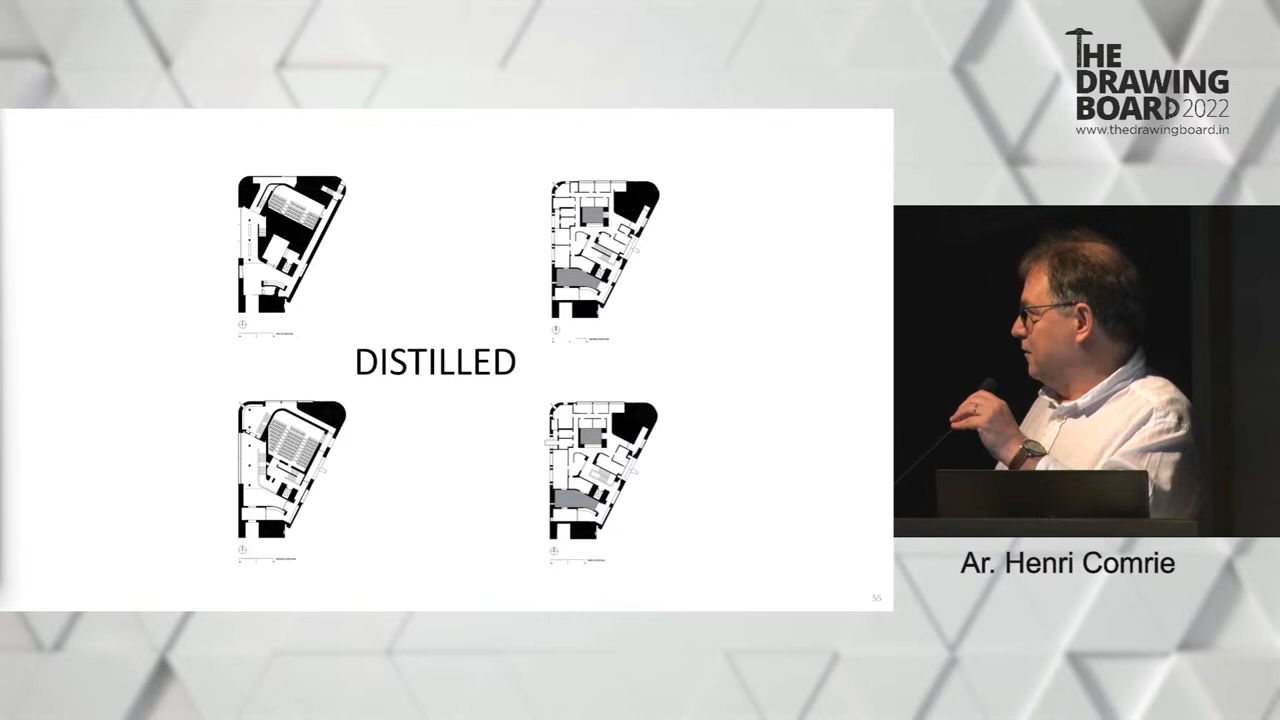 THE
DRAWING
BOARD 2022
www.thedrawingboard.in
DISTILLED
55
Ar. Henri Comrie